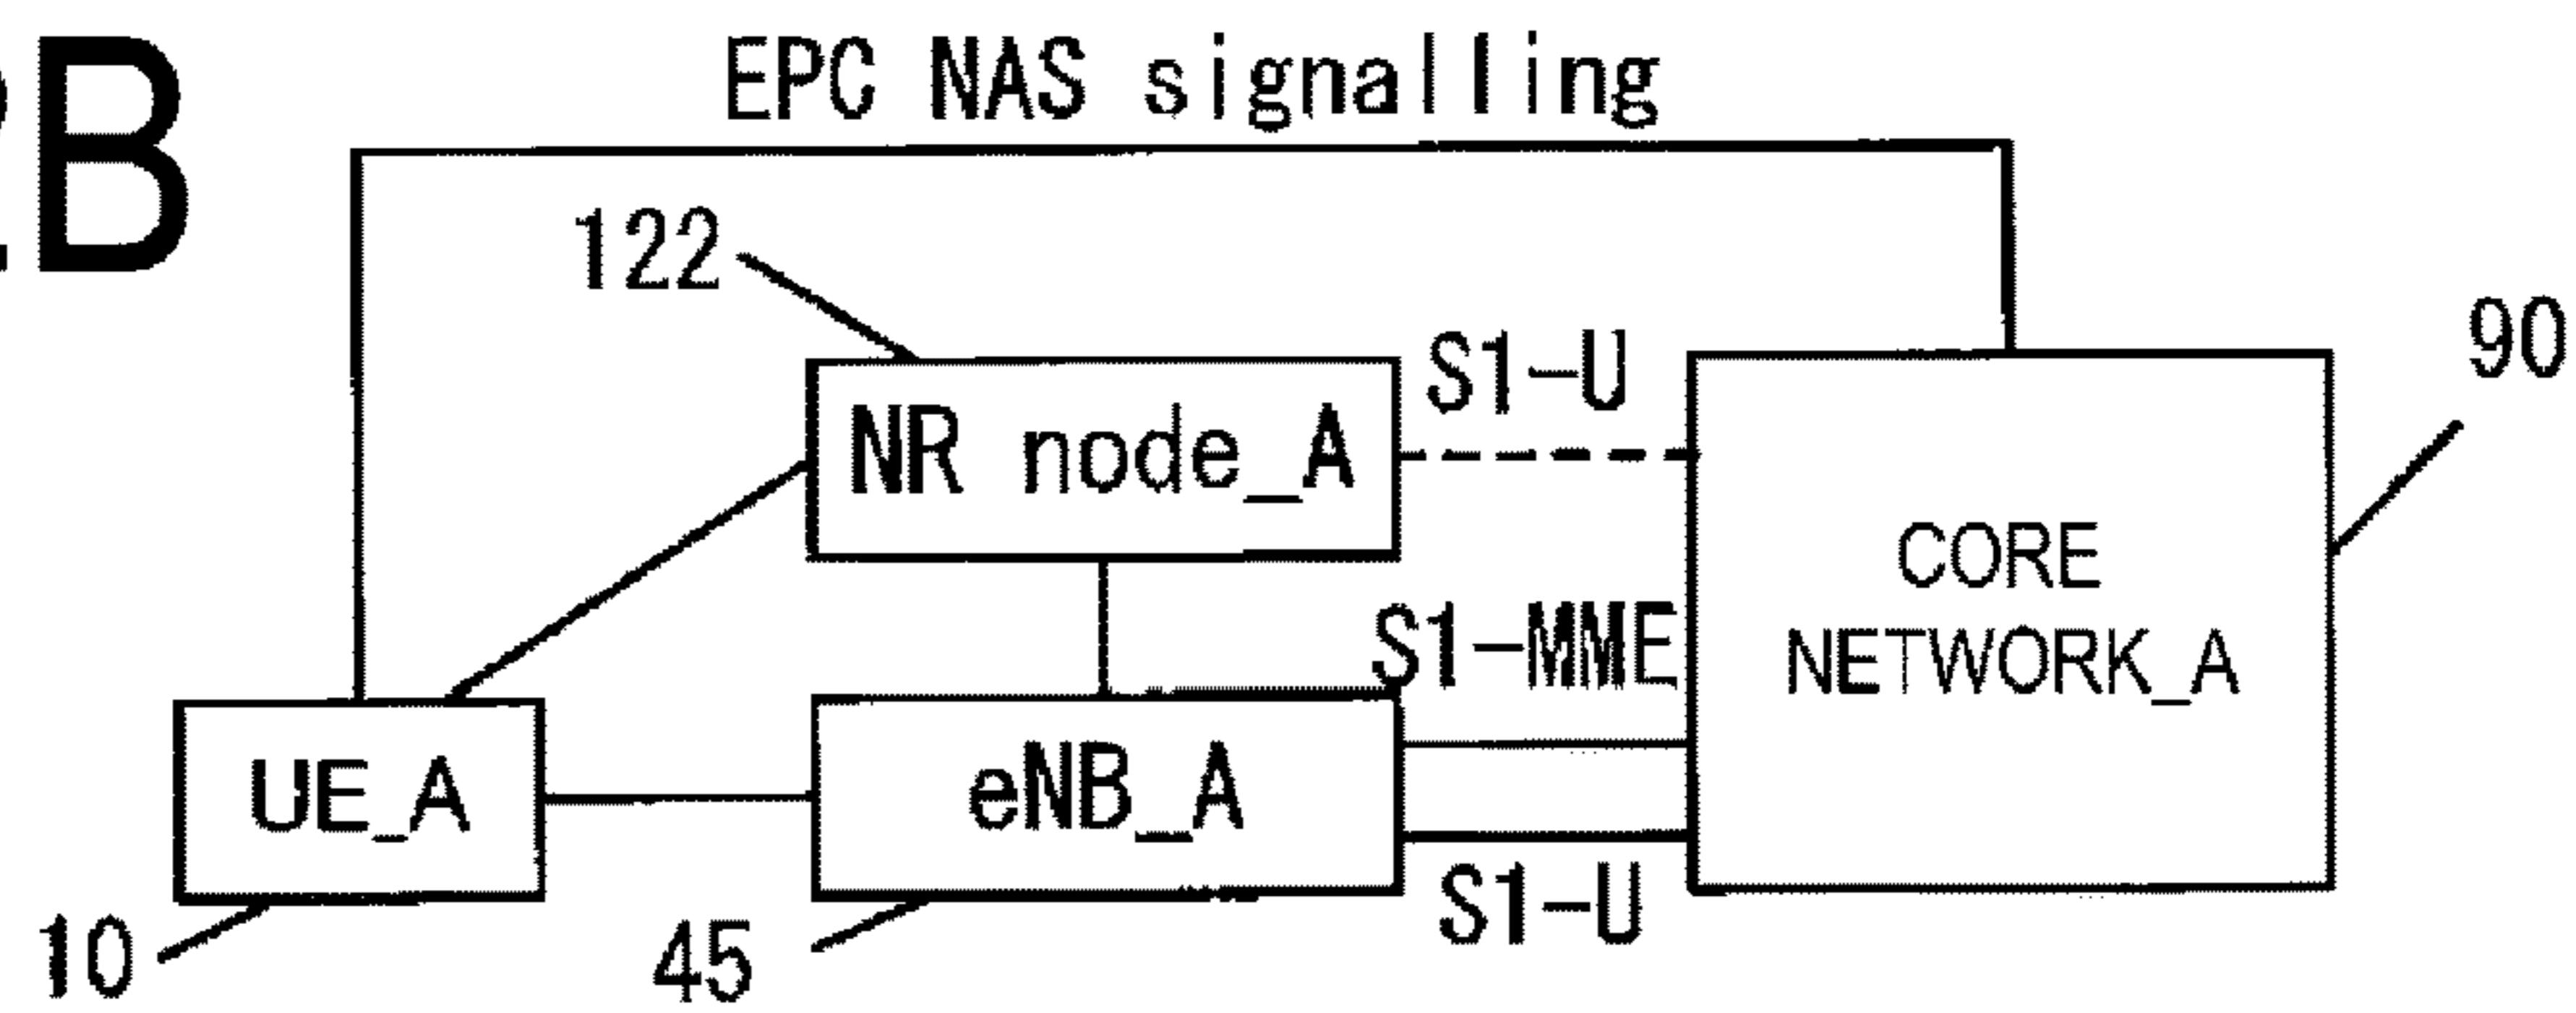 2B
EPC NAS signalling
122
S1-U
90
NR node_A
CORE
NETWORK_A
S1-MME
UE_A
eNB_A
S1-U
10
45